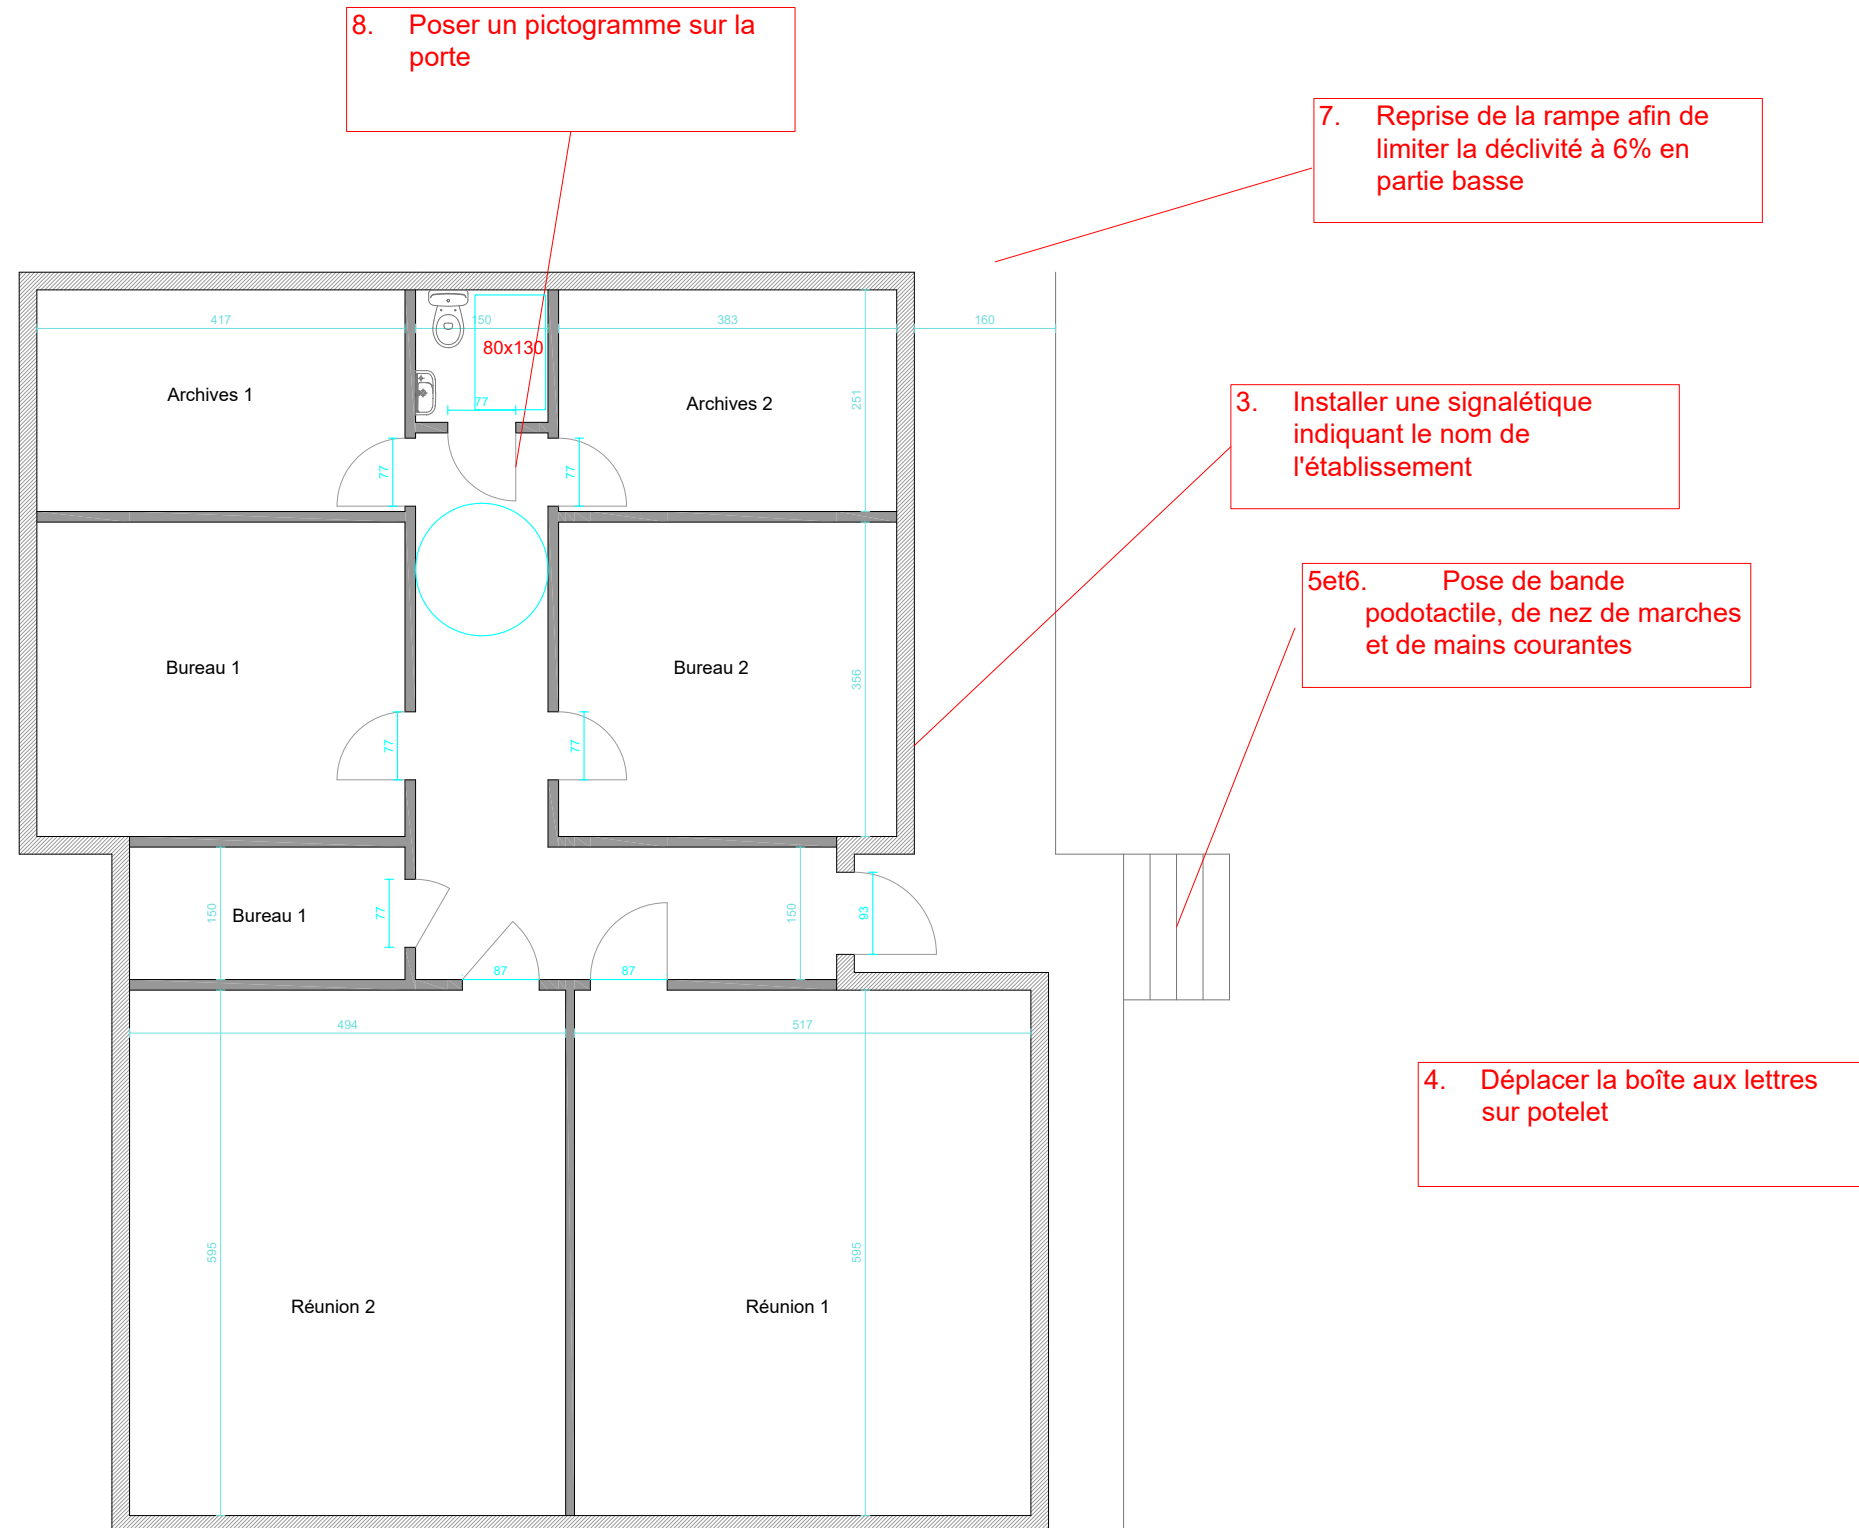 8. Poser un pictogramme sur la
porte
7. Reprise de la rampe afin de
limiter la déclivité à 6% en
partie basse
417
150
383
160
80x130
Archives 1
Archives 2
251
77
77
77
3. Installer une signalétique
indiquant le nom de
l'établissement
5et6. Pose de bande
podotactile, de nez de marches
et de mains courantes
Bureau 1
Bureau 2
356
77
77
150
Bureau 1
77
150
93
87
87
494
517
4. Déplacer la boîte aux lettres
sur potelet
595
595
Réunion 2
Réunion 1